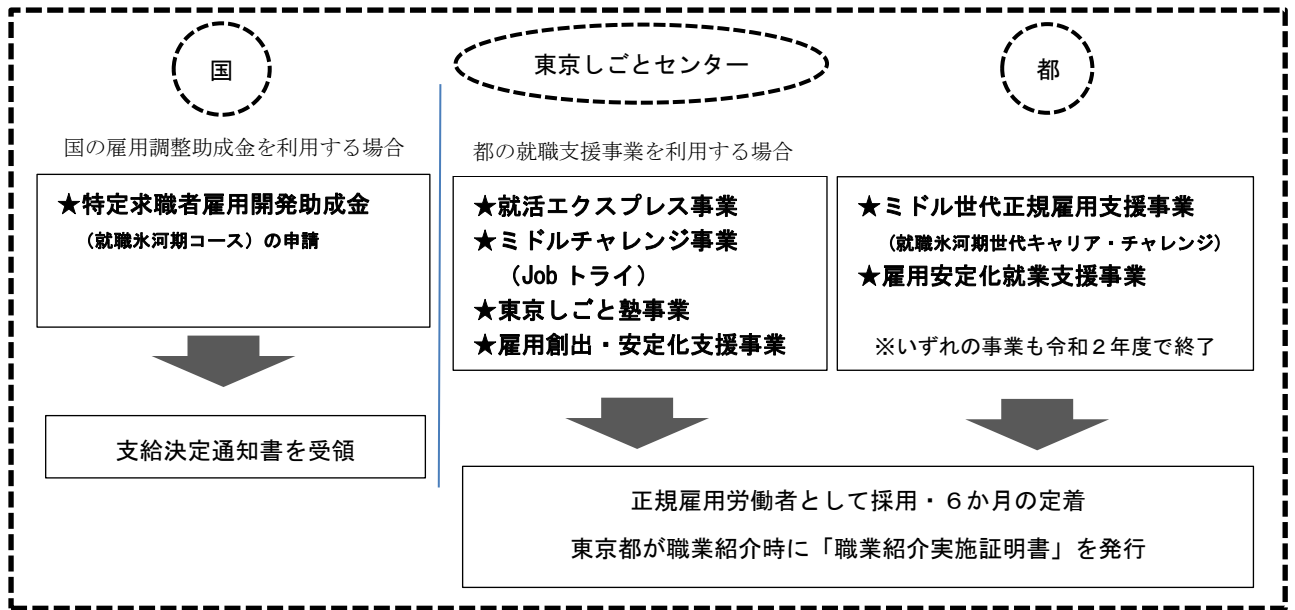 国
東京しごとセンター
都
国の雇用調整助成金を利用する場合
都の就職支援事業を利用する場合
★特定求職者雇用開発助成金
（就職氷河期コース）の申請
★就活エクスプレス事業
★ミドルチャレンジ事業
（Job トライ）
★東京しごと塾事業
★雇用創出・安定化支援事業
★ミドル世代正規雇用支援事業
（就職氷河期世代キャリア・チャレンジ）
★雇用安定化就業支援事業
※いずれの事業も令和２年度で終了
支給決定通知書を受領
正規雇用労働者として採用・６か月の定着
東京都が職業紹介時に「職業紹介実施証明書」を発行